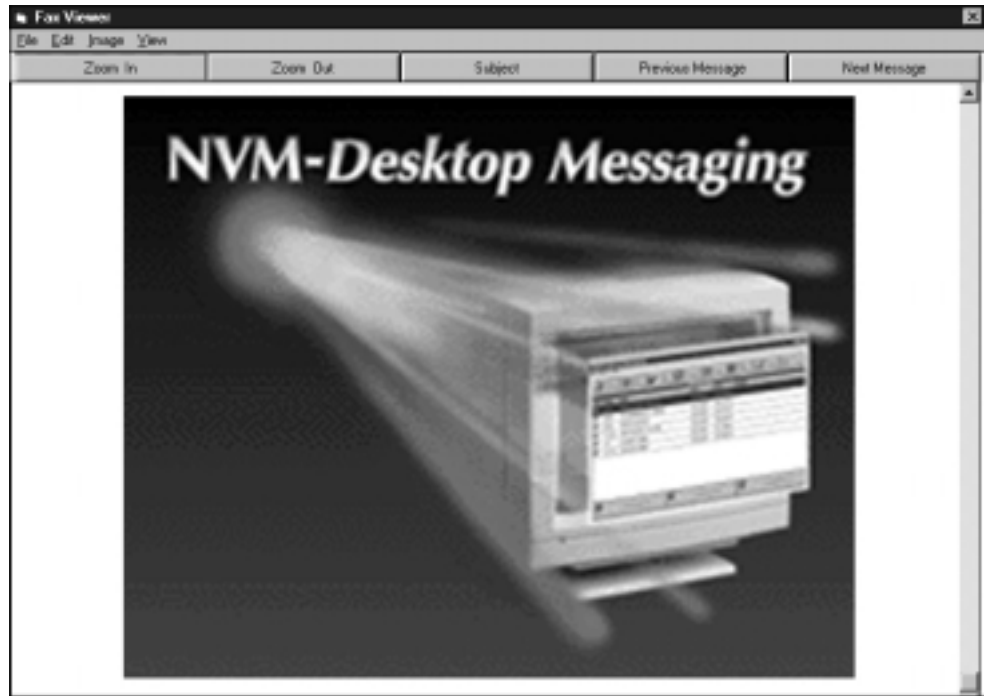 Fax Viewer
File Edit Image View
Zoom In Zoom Out Subject Previous Message Next Message
NVM-Desktop Messaging